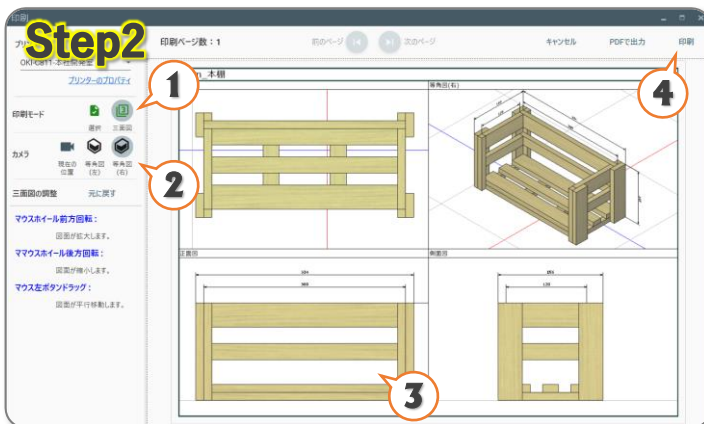 印刷
Step2
プリ
印刷ページ数：1
前のページ
次のページ
キャンセル
PDFで出力
印刷
プリンターのプロパティ
1
印刷モード
選択
三面図
カメラ
現在の
位置
等角図
(左)
等角図
(右)
2
三面図の調整
元に戻す
マウスホイール前方回転：
図面が拡大します。
ママウスホイール後方回転：
図面が縮小します。
マウス左ボタンドラッグ：
図面が平行移動します。
_本棚
等角図(右)
4
正面図
側面図
3